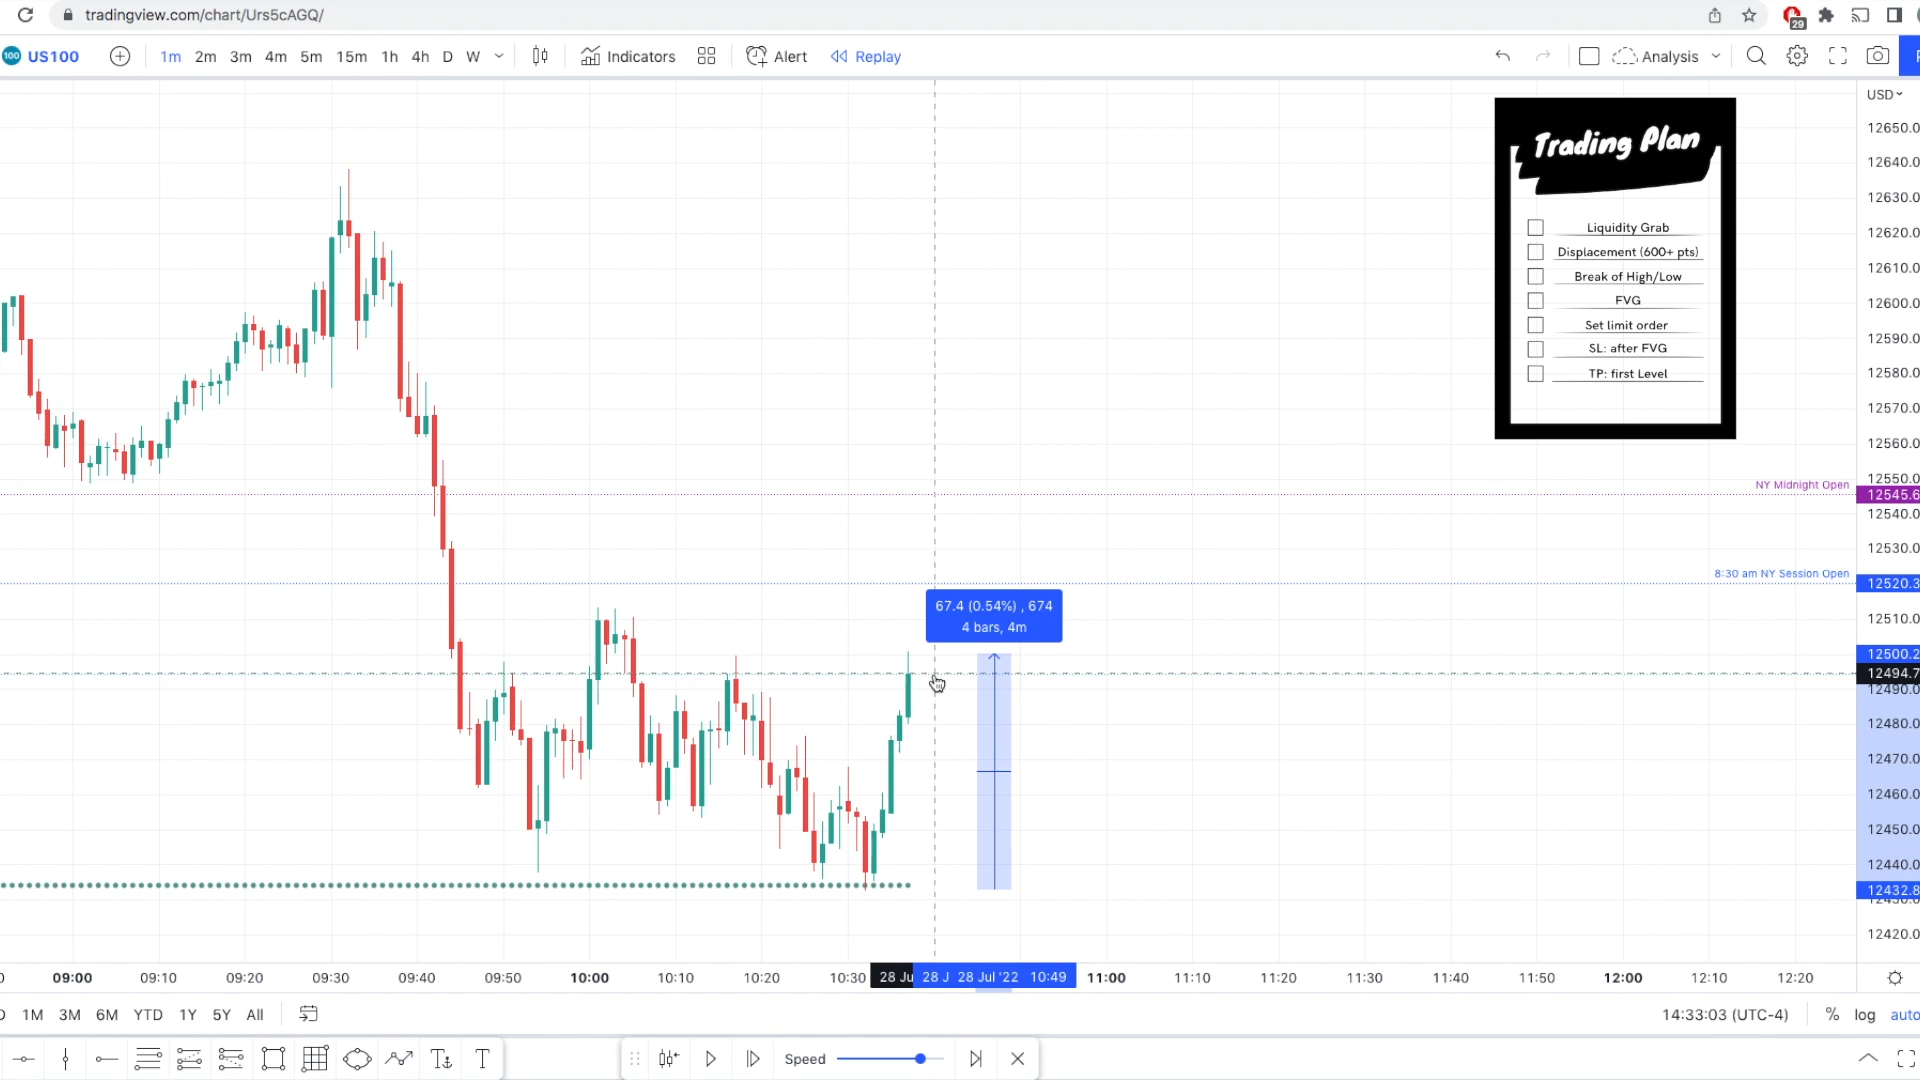 tradingview.com/chart/Urs5cAGQ/
29
100 US100 1m 2m 3m 4m 5m 15m 1h 4h D W Indicators Alert Replay Analysis
USD
Trading Plan
Liquidity Grab
Displacement (600+ pts)
Break of High/Low
FVG
Set limit order
SL: after FVG
TP: first Level
12650.0
12640.0
12630.0
12620.0
12610.0
12600.0
12590.0
12580.0
12570.0
12560.0
12550.0
NY Midnight Open 12545.6
12540.0
12530.0
8:30 am NY Session Open 12520.3
12510.0
67.4 (0.54%) , 674
4 bars, 4m
12500.2
12494.7
12490.0
12480.0
12470.0
12460.0
12450.0
12440.0
12432.8
12430.0
12420.0
09:00 09:10 09:20 09:30 09:40 09:50 10:00 10:10 10:20 10:30 28 Ju 28 J 28 Jul '22 10:49 11:00 11:10 11:20 11:30 11:40 11:50 12:00 12:10 12:20
1M 3M 6M YTD 1Y 5Y All 14:33:03 (UTC-4) % log auto
T T Speed